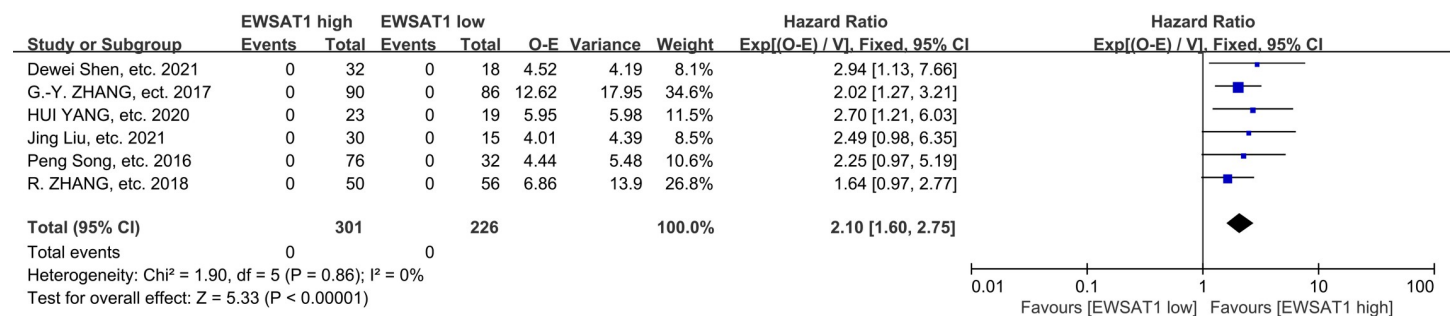 EWSAT1 high EWSAT1 low Hazard Ratio Hazard Ratio
Study or Subgroup Events Total Events Total O-E Variance Weight Exp[(O-E) / V], Fixed, 95% CI Exp[(O-E) / V], Fixed, 95% CI
Dewei Shen, etc. 2021 0 32 0 18 4.52 4.19 8.1% 2.94 [1.13, 7.66]
G.-Y. ZHANG, ect. 2017 0 90 0 86 12.62 17.95 34.6% 2.02 [1.27, 3.21]
HUI YANG, etc. 2020 0 23 0 19 5.95 5.98 11.5% 2.70 [1.21, 6.03]
Jing Liu, etc. 2021 0 30 0 15 4.01 4.39 8.5% 2.49 [0.98, 6.35]
Peng Song, etc. 2016 0 76 0 32 4.44 5.48 10.6% 2.25 [0.97, 5.19]
R. ZHANG, etc. 2018 0 50 0 56 6.86 13.9 26.8% 1.64 [0.97, 2.77]
Total (95% CI) 301 226 100.0% 2.10 [1.60, 2.75]
Total events 0 0
Heterogeneity: Chi² = 1.90, df = 5 (P = 0.86); I² = 0%
Test for overall effect: Z = 5.33 (P < 0.00001)
0.01 0.1 1 10 100
Favours [EWSAT1 low] Favours [EWSAT1 high]